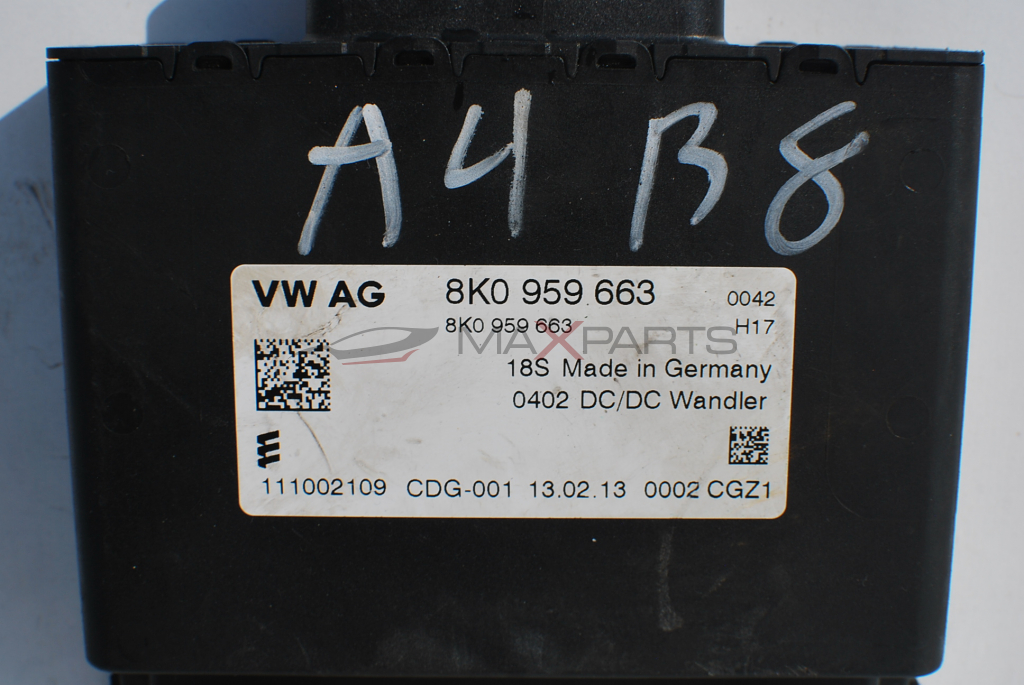 A4 B8
VW AG 8K0 959 663 0042
8K0 959 663 H17
MAXPARTS
18S Made in Germany
0402 DC/DC Wandler
111002109 CDG-001 13.02.13 0002 CGZ1